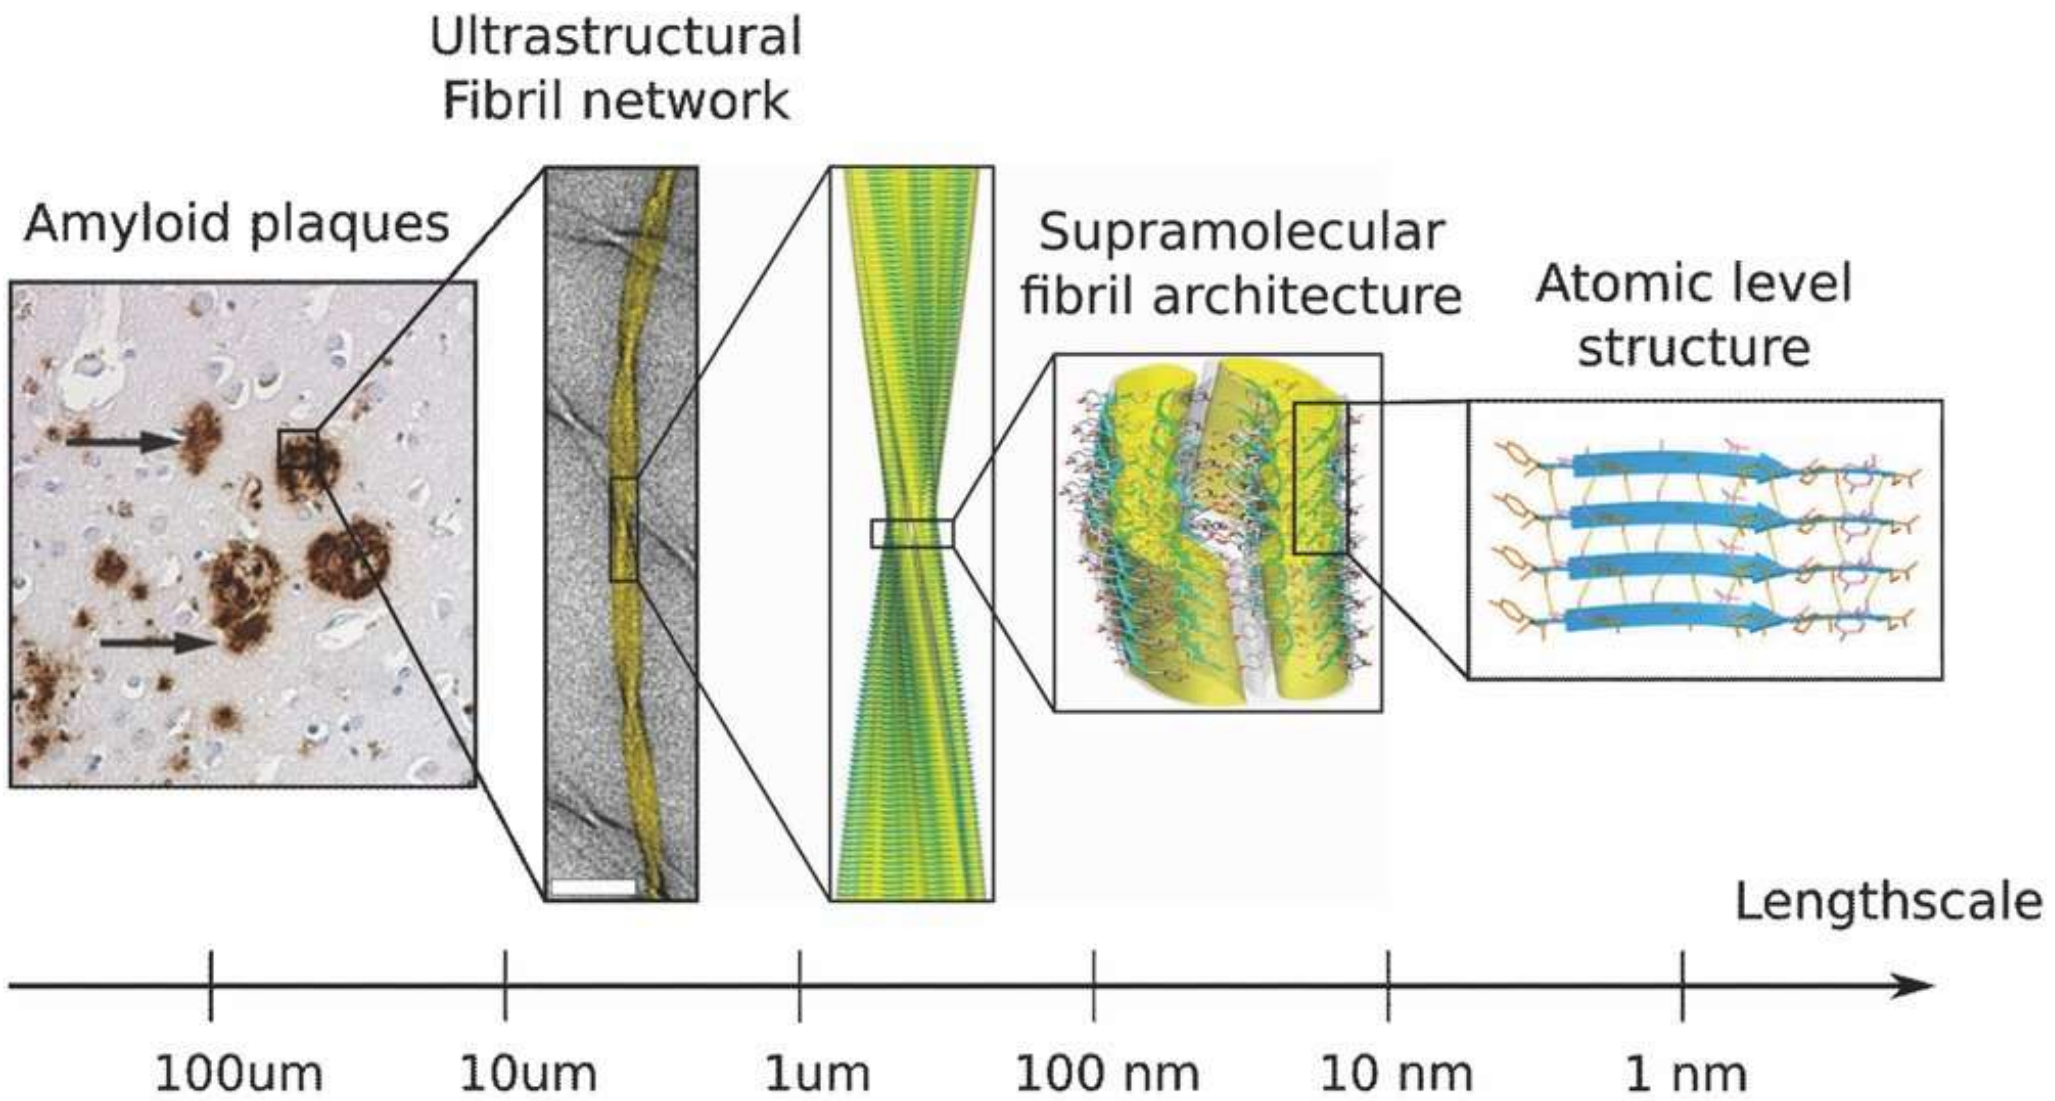 Ultrastructural
Fibril network
Amyloid plaques
Supramolecular
fibril architecture
Atomic level
structure
Lengthscale
100um
10um
1um
100 nm
10 nm
1 nm